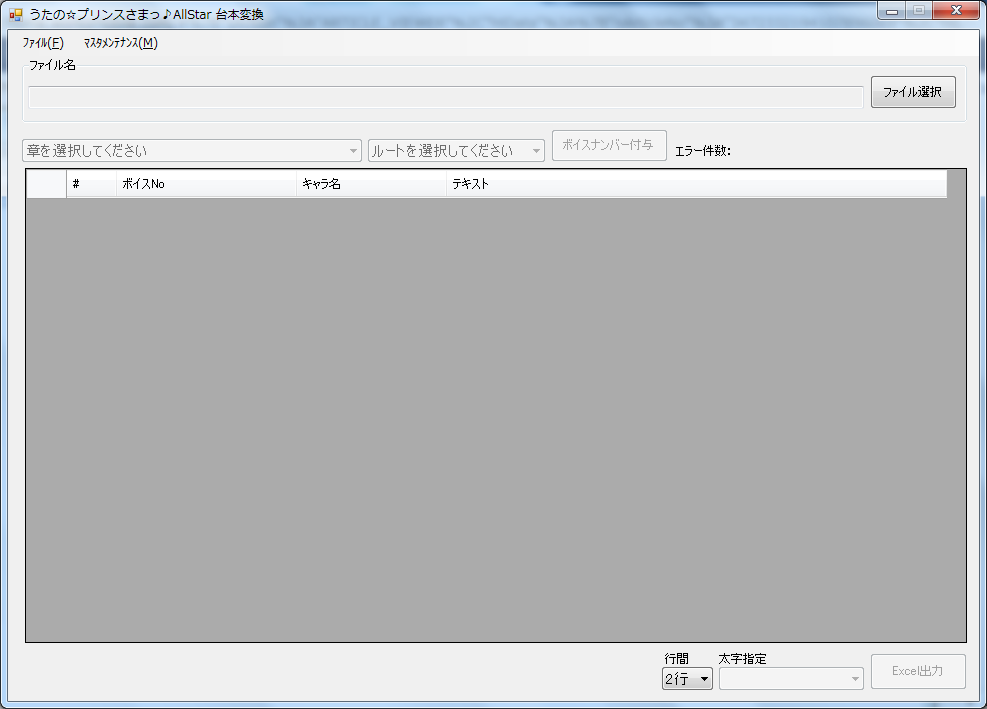 うたの☆プリンスさまっ♪AllStar 台本変換
ﾌｧｲﾙ(F) ﾏｽﾀﾒﾝﾃﾅﾝｽ(M)
ファイル名
ファイル選択
章を選択してください ルートを選択してください ボイスナンバー付与 エラー件数:
# ボイスNo キャラ名 テキスト
行間 太字指定
2行 Excel出力